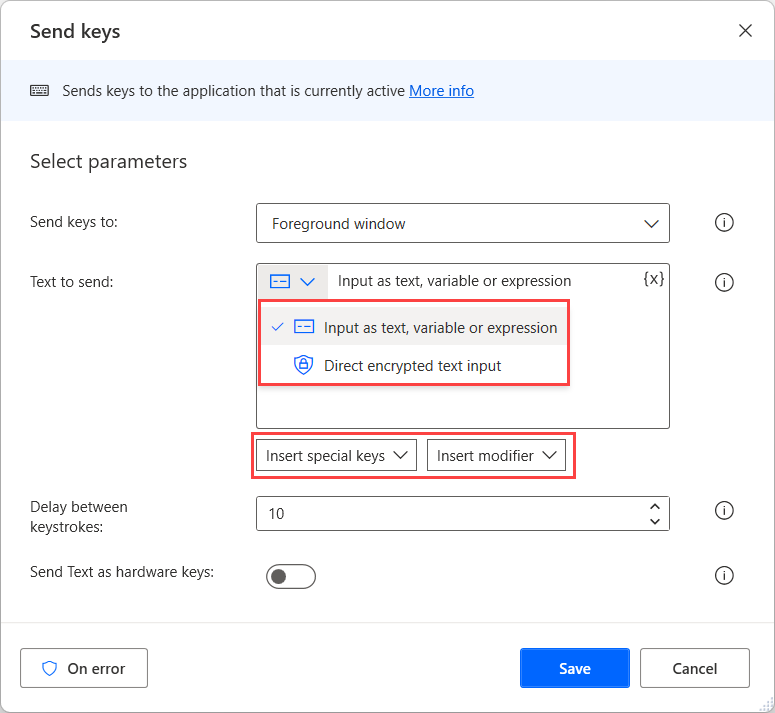 Send keys
Sends keys to the application that is currently active More info
Select parameters
Send keys to:
Foreground window
Text to send:
Input as text, variable or expression
{x}
Input as text, variable or expression
Direct encrypted text input
Insert special keys
Insert modifier
Delay between
keystrokes:
10
Send Text as hardware keys:
On error
Save
Cancel